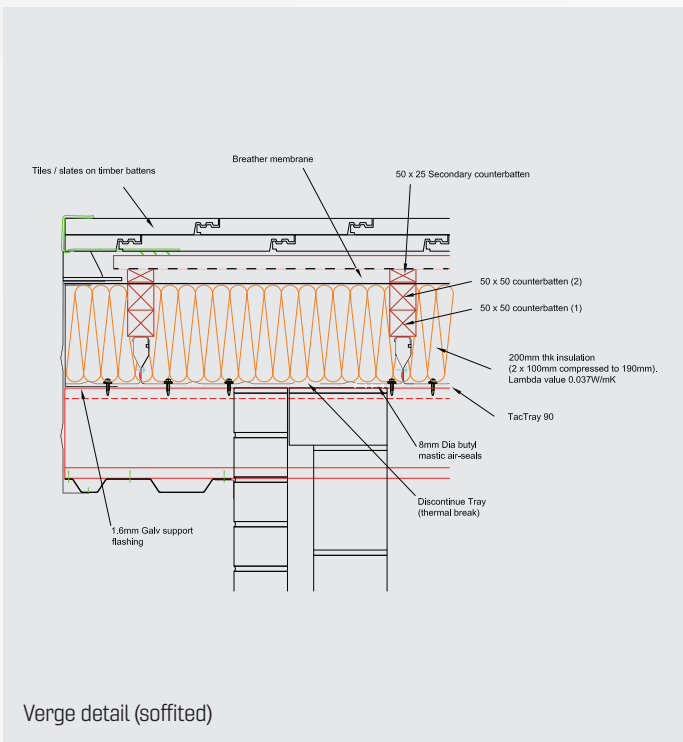 Breather membrane
Tiles / slates on timber battens
50 x 25 Secondary counterbatten
50 x 50 counterbatten (2)
50 x 50 counterbatten (1)
200mm thk insulation
(2 x 100mm compressed to 190mm).
Lambda value 0.037W/mK
TacTray 90
8mm Dia butyl
mastic air-seals
Discontinue Tray
(thermal break)
1.6mm Galv support
flashing
Verge detail (soffited)